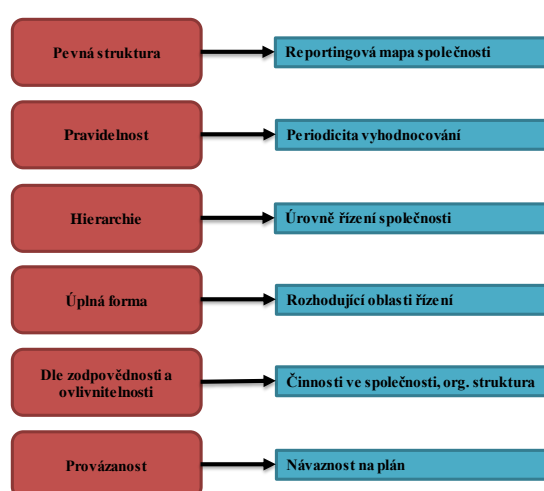 Pevná struktura
Reportingová mapa společnosti
Pravidelnost
Periodicita vyhodnocování
Hierarchie
Úrovně řízení společnosti
Úplná forma
Rozhodující oblasti řízení
Dle zodpovědnosti a
ovlivnitelnosti
Činnosti ve společnosti, org. struktura
Provázanost
Návaznost na plán